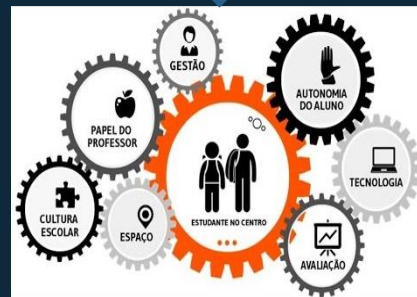 GESTÃO
AUTONOMIA
DO ALUNO
PAPEL DO
PROFESSOR
TECNOLOGIA
CULTURA
ESCOLAR
ESPAÇO
ESTUDANTE NO CENTRO
AVALIAÇÃO